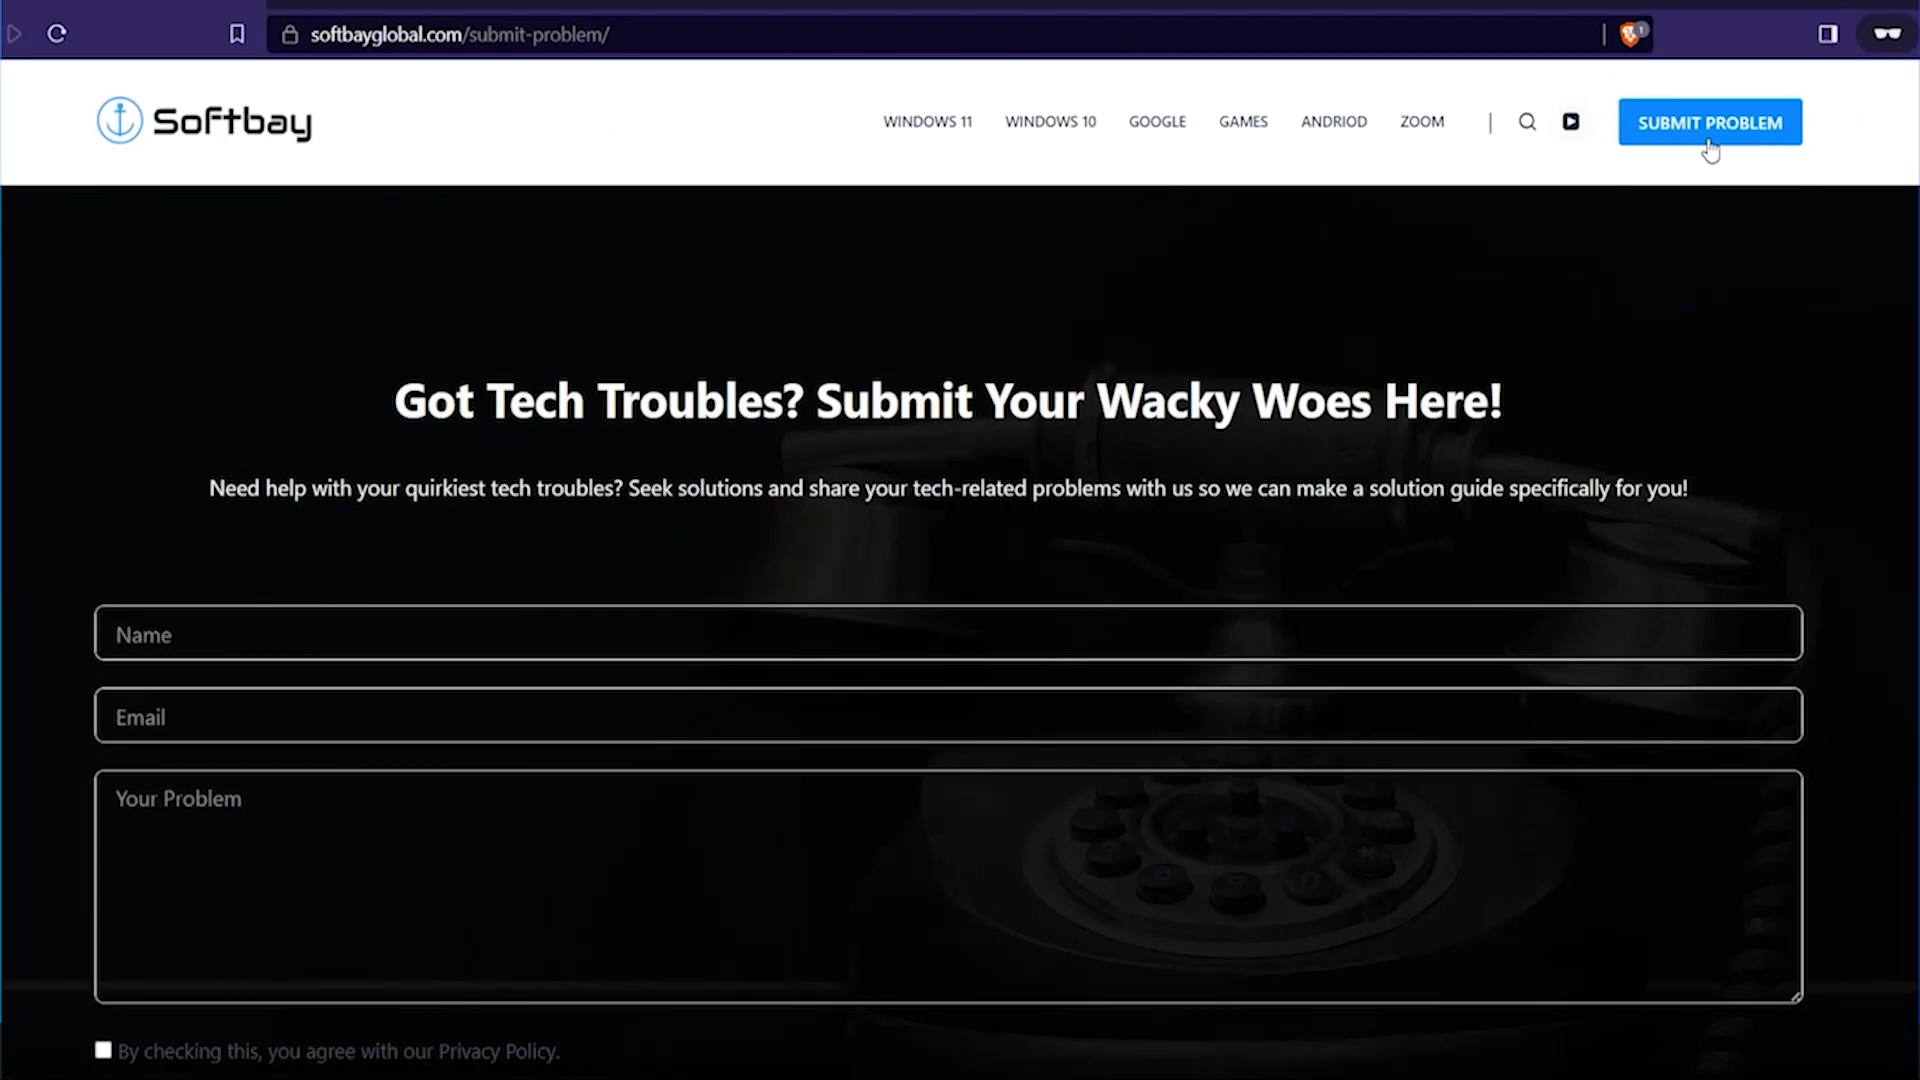 softbayglobal.com/submit-problem/
1
Softbay
WINDOWS 11
WINDOWS 10
GOOGLE
GAMES
ANDRIOD
ZOOM
SUBMIT PROBLEM
Got Tech Troubles? Submit Your Wacky Woes Here!
Need help with your quirkiest tech troubles? Seek solutions and share your tech-related problems with us so we can make a solution guide specifically for you!
Name
Email
Your Problem
By checking this, you agree with our Privacy Policy.